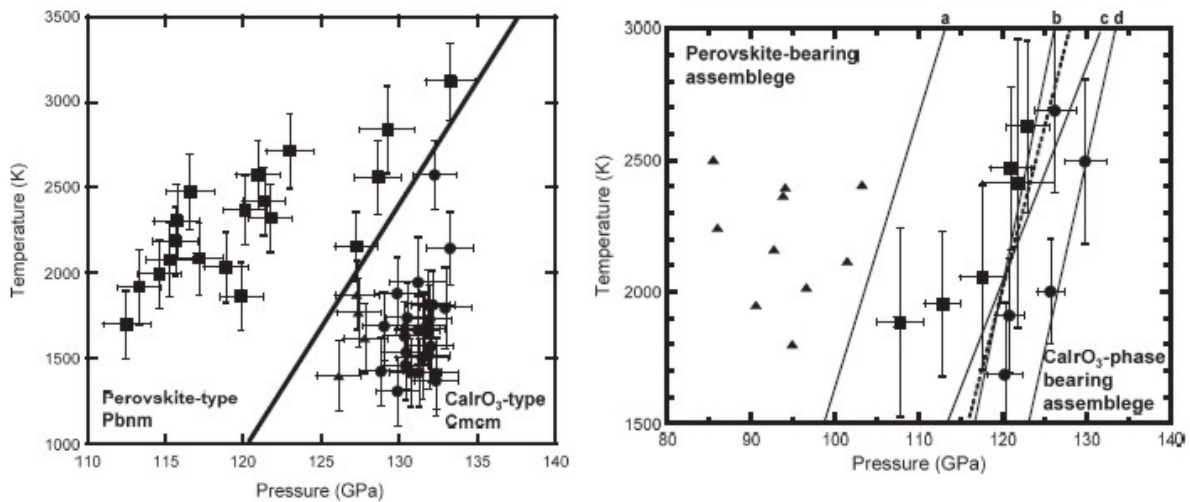 3500
3000
2500
2000
1500
1000
110 115 120 125 130 135 140
Temperature (K)
Pressure (GPa)
Perovskite-type
Pbnm
CaIrO3-type
Cmcm
a b c d
3000
2500
2000
1500
80 90 100 110 120 130 140
Temperature (K)
Pressure (GPa)
Perovskite-bearing
assemblege
CaIrO3-phase
bearing
assemblege